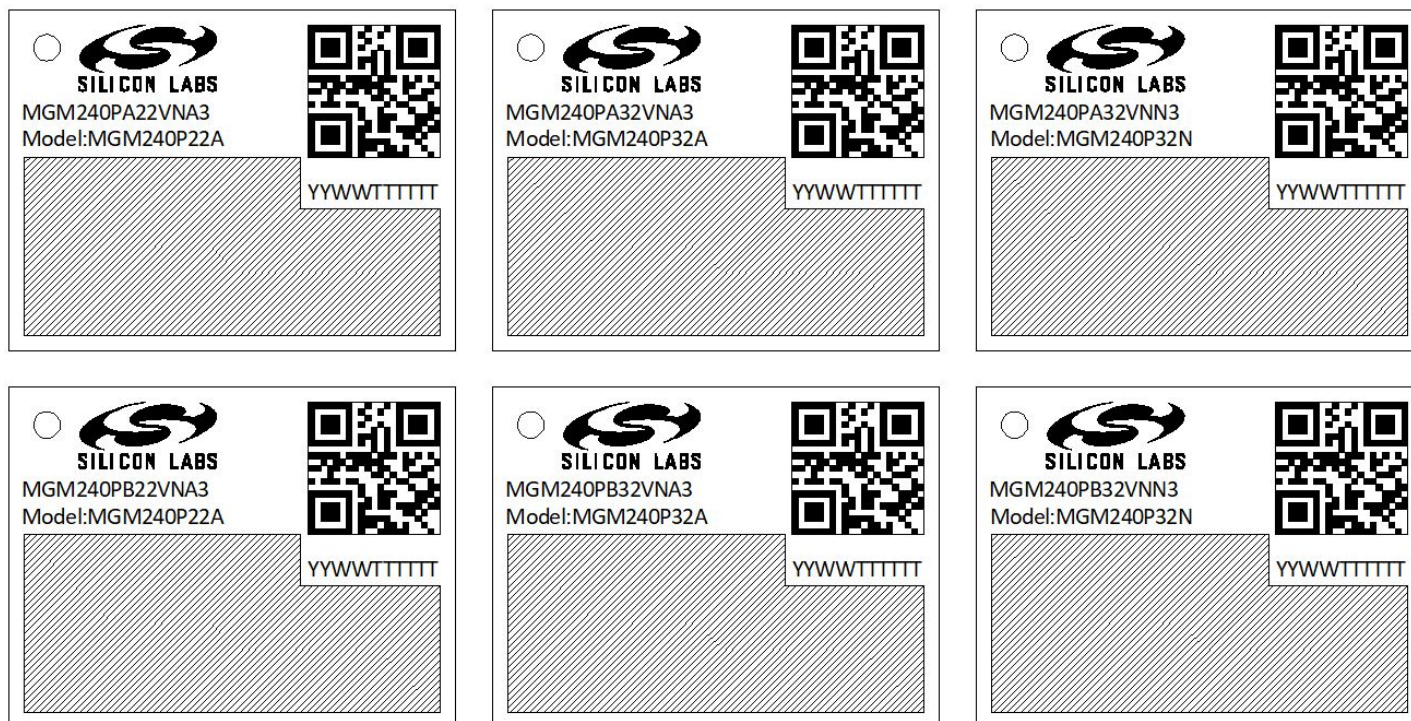 SILICON LABS
MGM240PA22VNA3
Model:MGM240P22A
YYWWTTTTTT
SILICON LABS
MGM240PA32VNA3
Model:MGM240P32A
YYWWTTTTTT
SILICON LABS
MGM240PA32VNN3
Model:MGM240P32N
YYWWTTTTTT
SILICON LABS
MGM240PB22VNA3
Model:MGM240P22A
YYWWTTTTTT
SILICON LABS
MGM240PB32VNA3
Model:MGM240P32A
YYWWTTTTTT
SILICON LABS
MGM240PB32VNN3
Model:MGM240P32N
YYWWTTTTTT